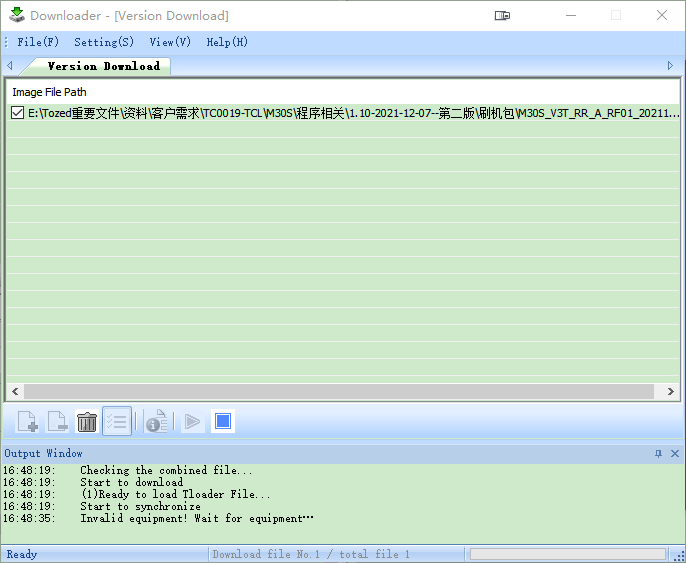 Downloader - [Version Download]
File(F) Setting(S) View(V) Help(H)
Version Download
Image File Path
E:\Tozed重要文件\资料\客户需求\TC0019-TCL\M30S\程序相关\1.10-2021-12-07--第二版\刷机包\M30S_V3T_RR_A_RF01_20211...
Output Window
16:48:19: Checking the combined file...
16:48:19: Start to download
16:48:19: (1)Ready to load Tloader File...
16:48:19: Start to synchronize
16:48:35: Invalid equipment! Wait for equipment…
Ready Download file No.1 / total file 1